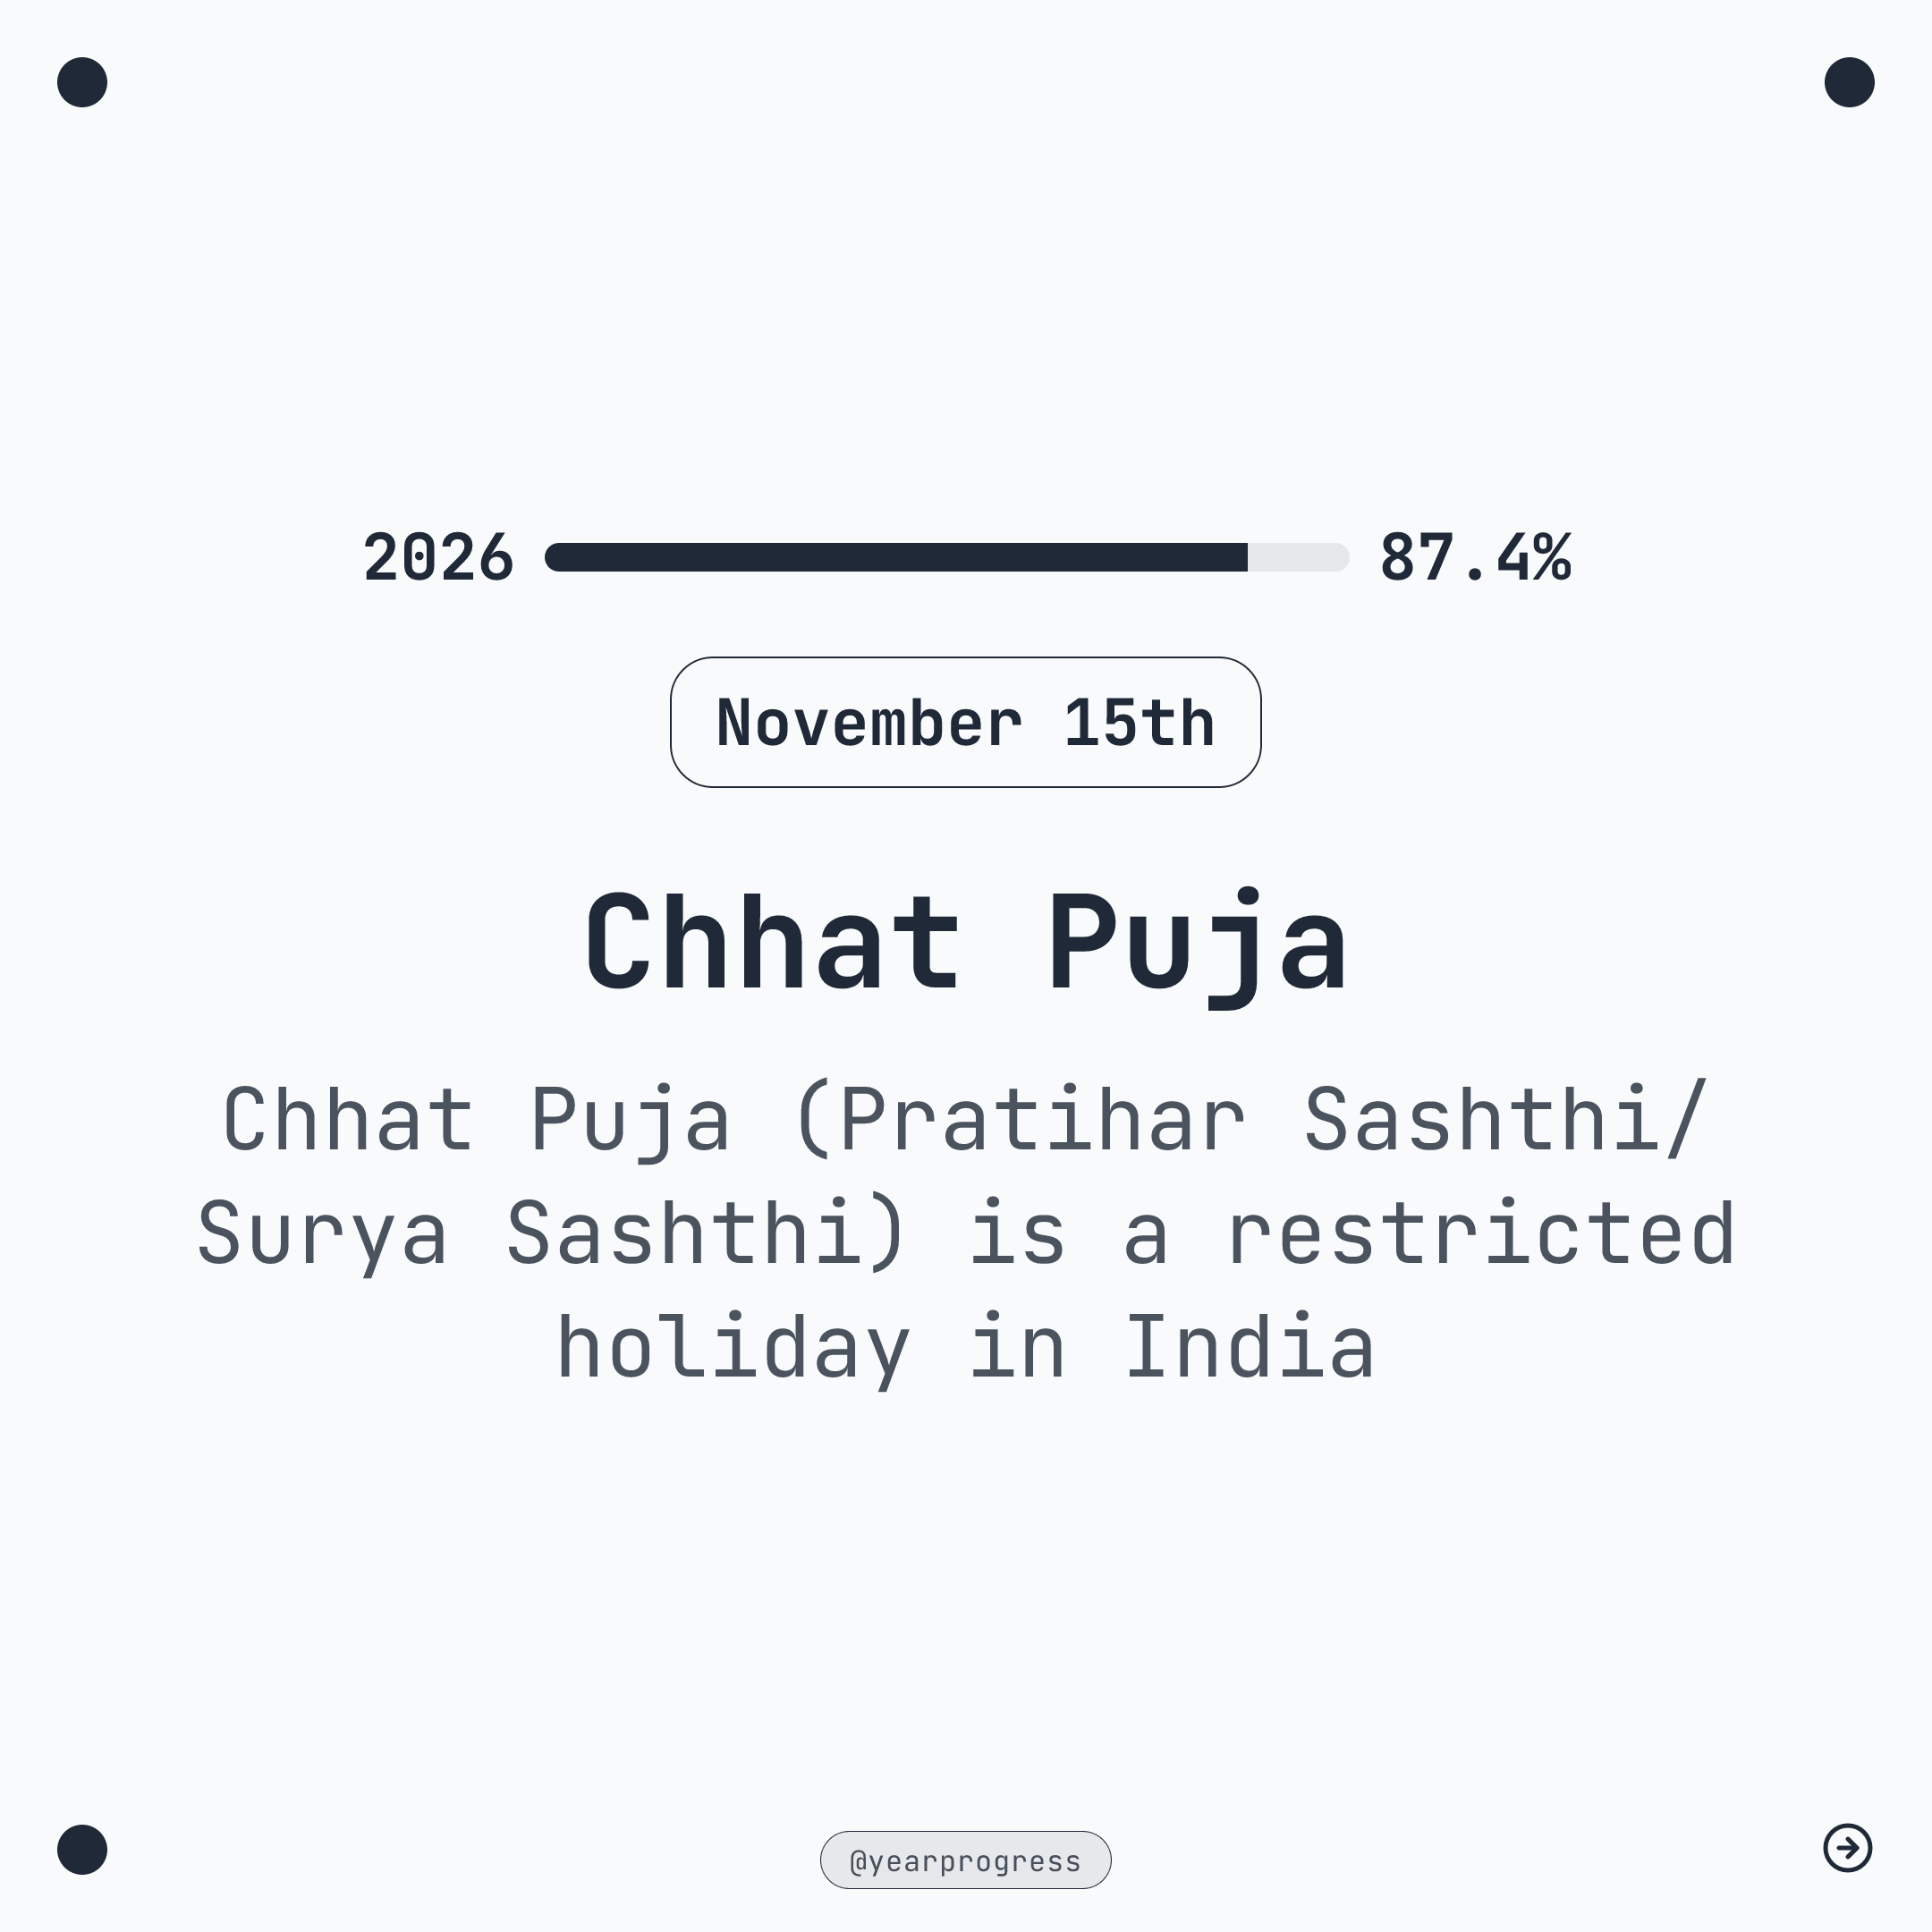 2026 87.4%
November 15th
Chhat Puja
Chhat Puja (Pratihar Sashthi/
Surya Sashthi) is a restricted
holiday in India
@yearprogress